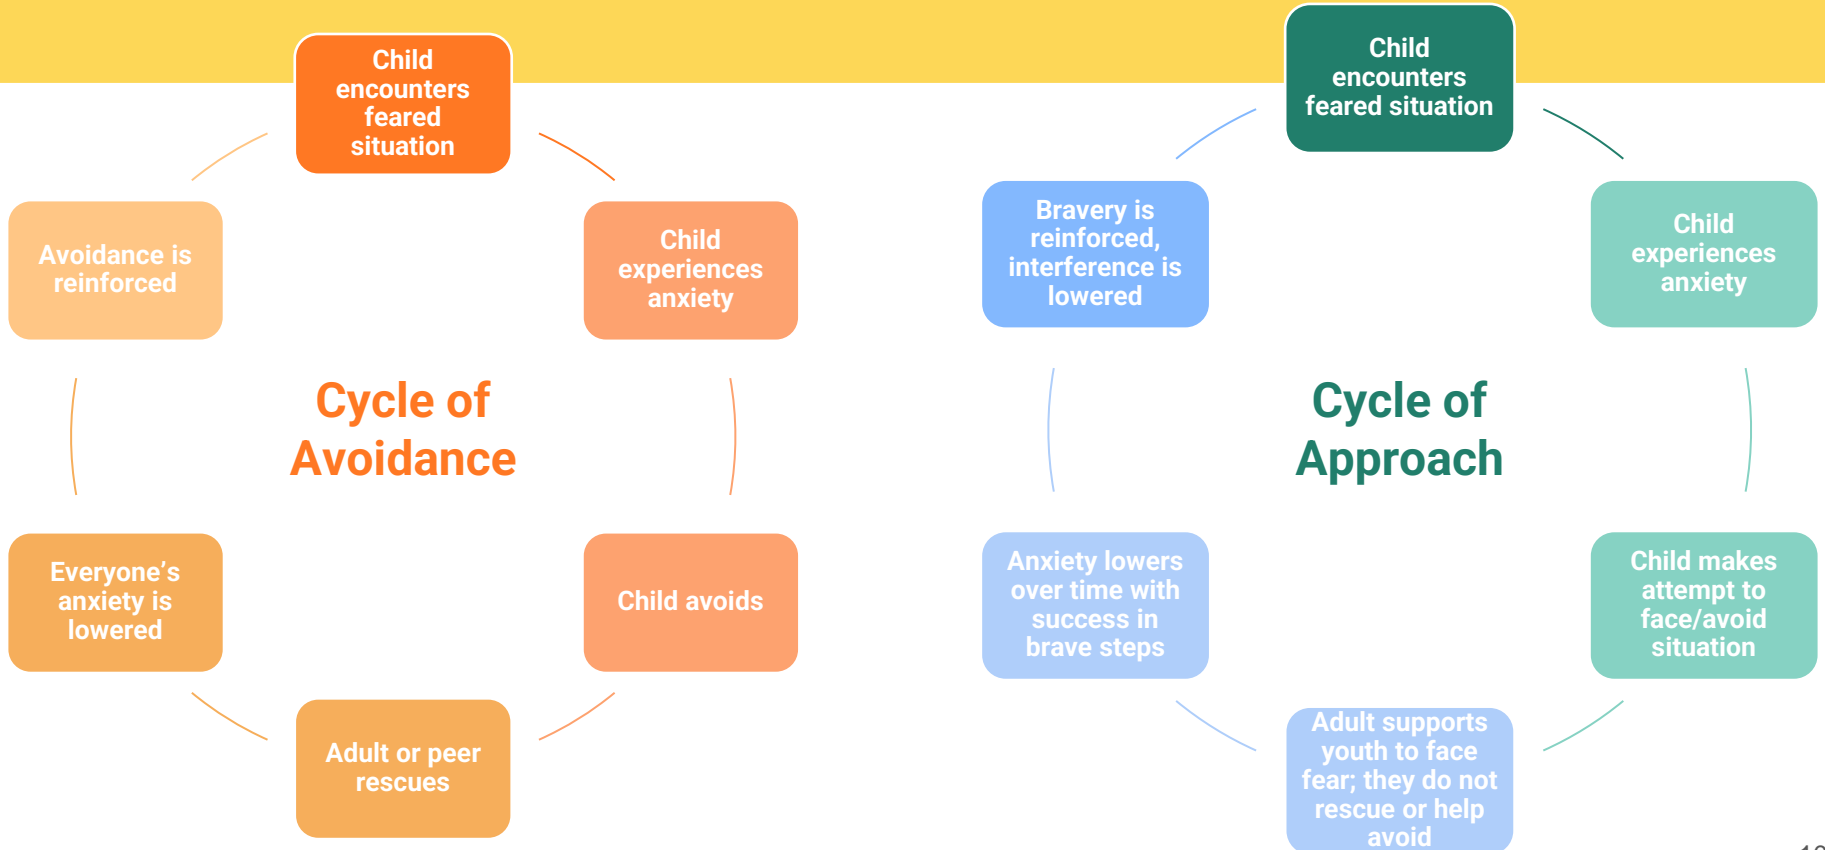 Child
encounters
feared
situation
Child
experiences
anxiety
Child avoids
Adult or peer
rescues
Everyone’s
anxiety is
lowered
Avoidance is
reinforced
Cycle of
Avoidance
Child
encounters
feared situation
Child
experiences
anxiety
Child makes
attempt to
face/avoid
situation
Adult supports
youth to face
fear; they do not
rescue or help
avoid
Anxiety lowers
over time with
success in
brave steps
Bravery is
reinforced,
interference is
lowered
Cycle of
Approach